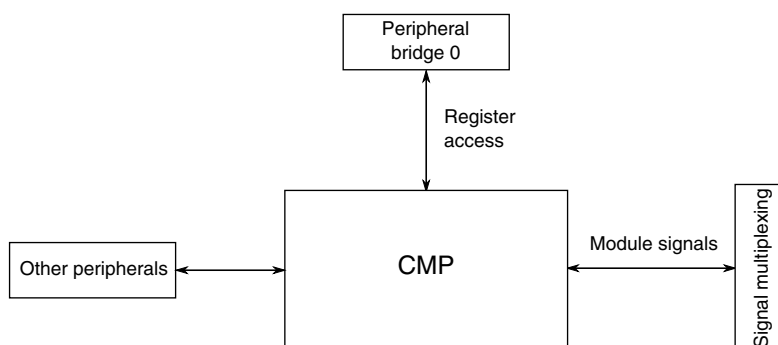 Peripheral
bridge 0
Register
access
Signal multiplexing
Module signals
CMP
Other peripherals